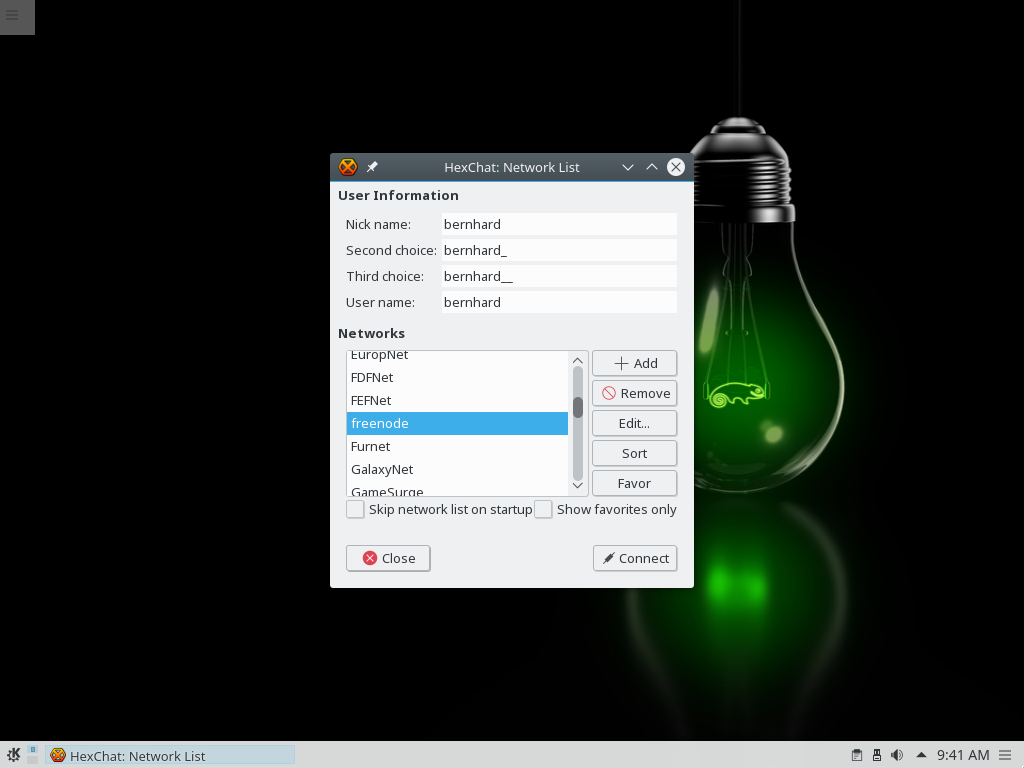 HexChat: Network List
User Information
Nick name: bernhard
Second choice: bernhard_
Third choice: bernhard__
User name: bernhard
Networks
EuropNet
FDFNet
FEFNet
freenode
Furnet
GalaxyNet
GameSurge
Add
Remove
Edit...
Sort
Favor
Skip network list on startup
Show favorites only
Close
Connect
HexChat: Network List
9:41 AM